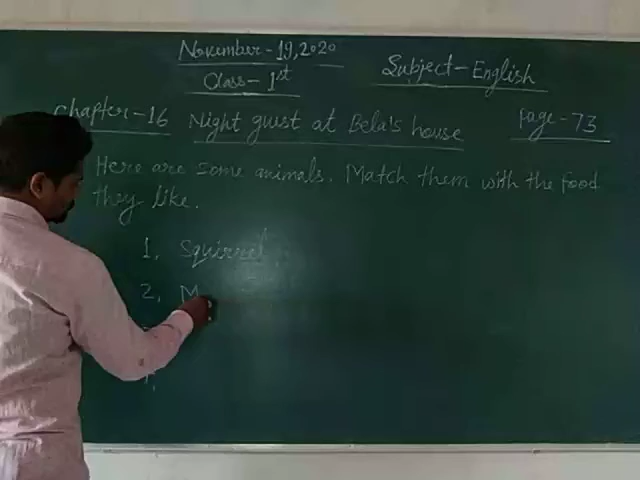 November-19,2020
Class-1st
Subject-English
Chapter-16 Night guest at Bela's house Page-73
Here are some animals. Match them with the food
they like.
1. Squirrel
2. M